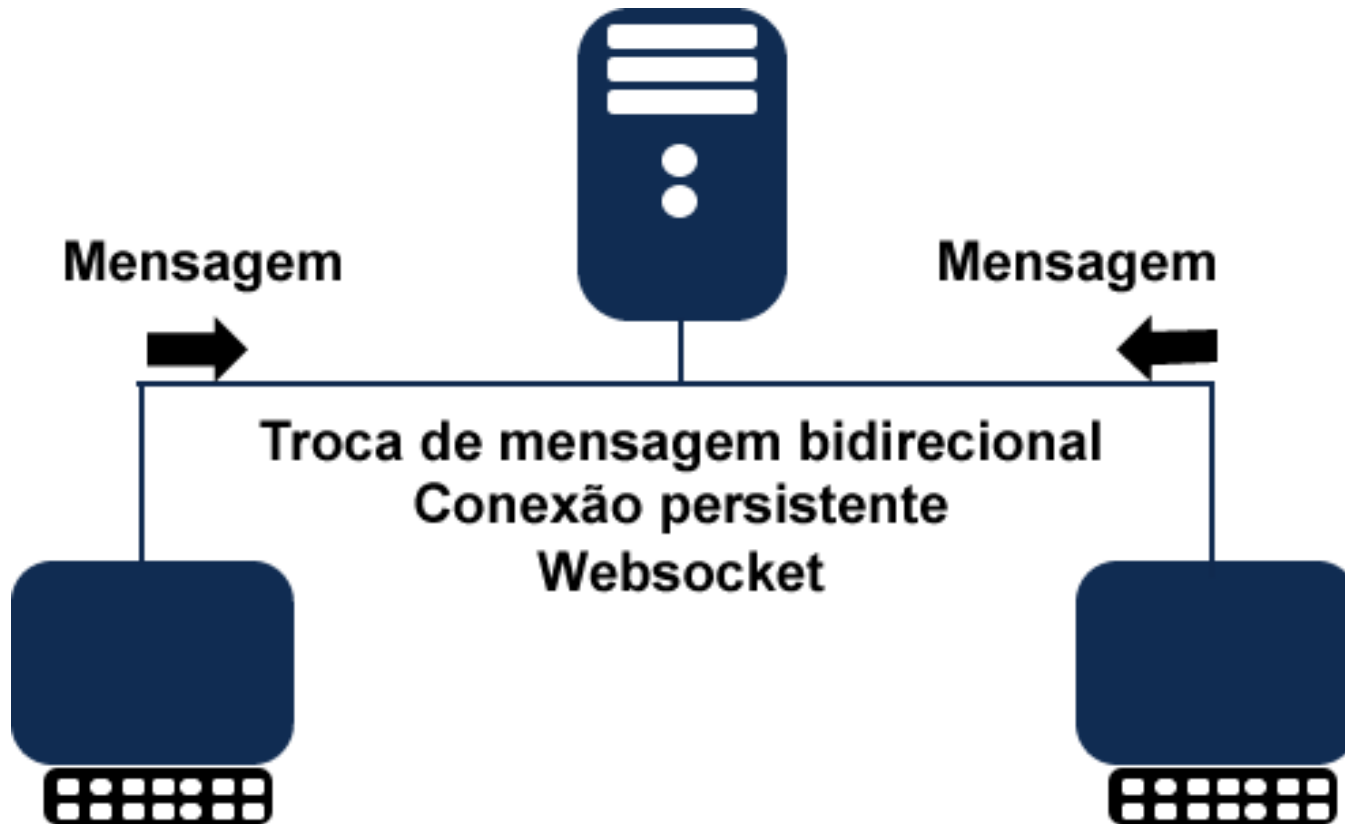 Mensagem
Mensagem
Troca de mensagem bidirecional
Conexão persistente
Websocket